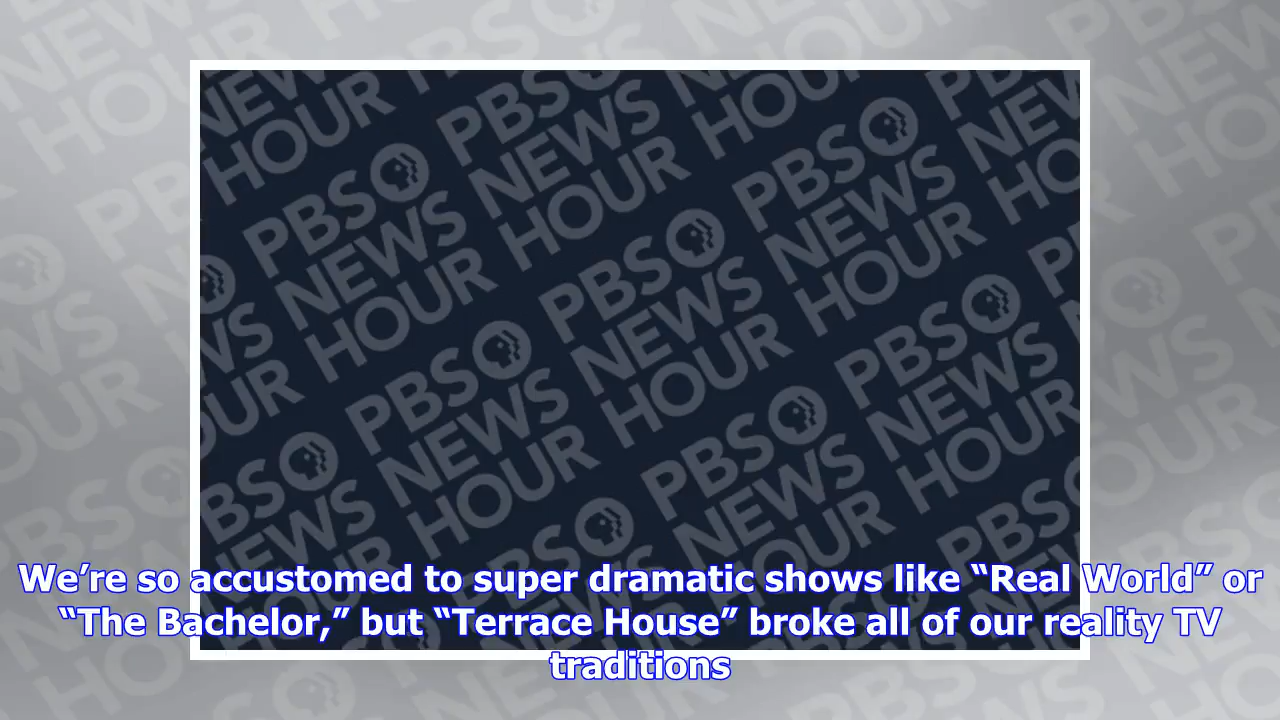 PBS
NEWS
HOUR
We’re so accustomed to super dramatic shows like “Real World” or
“The Bachelor,” but “Terrace House” broke all of our reality TV
traditions